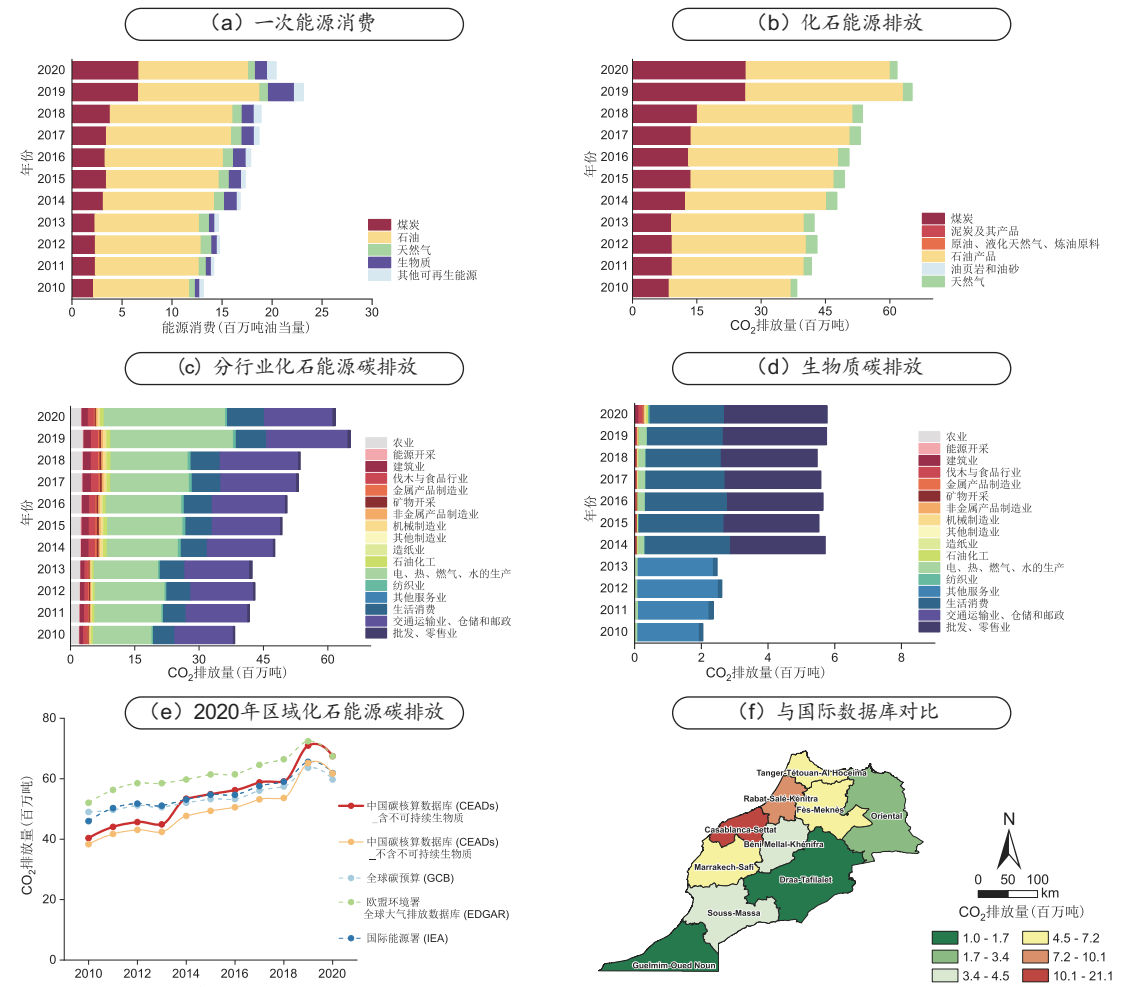 （a）一次能源消费
年份
2020
2019
2018
2017
2016
2015
2014
2013
2012
2011
2010
煤炭
石油
天然气
生物质
其他可再生能源
0 5 10 15 20 25 30
能源消费（百万吨油当量）
（b）化石能源排放
年份
2020
2019
2018
2017
2016
2015
2014
2013
2012
2011
2010
煤炭
泥炭及其产品
原油、液化天然气、炼油原料
石油产品
油页岩和油砂
天然气
0 15 30 45 60
CO₂排放量（百万吨）
（c）分行业化石能源碳排放
年份
2020
2019
2018
2017
2016
2015
2014
2013
2012
2011
2010
农业
能源开采
建筑业
伐木与食品行业
金属产品制造业
矿物开采
非金属产品制造业
机械制造业
其他制造业
造纸业
石油化工
电、热、燃气、水的生产
纺织业
其他服务业
生活消费
交通运输业、仓储和邮政
批发、零售业
0 15 30 45 60
CO₂排放量（百万吨）
（d）生物质碳排放
年份
2020
2019
2018
2017
2016
2015
2014
2013
2012
2011
2010
农业
能源开采
建筑业
伐木与食品行业
金属产品制造业
矿物开采
非金属产品制造业
机械制造业
其他制造业
造纸业
石油化工
电、热、燃气、水的生产
纺织业
其他服务业
生活消费
交通运输业、仓储和邮政
批发、零售业
0 2 4 6 8
CO₂排放量（百万吨）
（e）2020年区域化石能源碳排放
CO₂排放量（百万吨）
80
60
40
20
0
2010 2012 2014 2016 2018 2020
中国碳核算数据库 (CEADs)
_含不可持续生物质
中国碳核算数据库 (CEADs)
_不含不可持续生物质
全球碳预算 (GCB)
欧盟环境署
全球大气排放数据库 (EDGAR)
国际能源署 (IEA)
（f）与国际数据库对比
Tanger-Tétouan-Al Hoceïma
Rabat-Salé-Kénitra
Fès-Meknès
Oriental
Casablanca-Settat
Béni Mellal-Khénifra
Marrakech-Safi
Draa-Tafilalet
Souss-Massa
Guelmim-Oued Noun
N
0 50 100
km
CO₂排放量（百万吨）
1.0 - 1.7 4.5 - 7.2
1.7 - 3.4 7.2 - 10.1
3.4 - 4.5 10.1 - 21.1